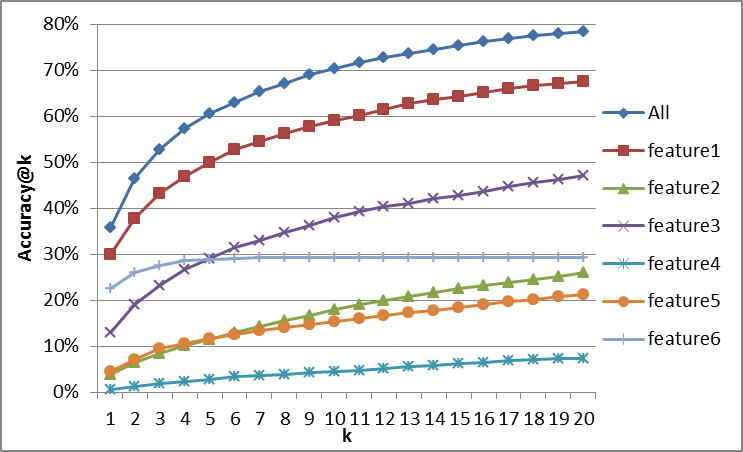 80%
70%
60%
50%
40%
30%
20%
10%
0%
Accuracy@k
1 2 3 4 5 6 7 8 9 10 11 12 13 14 15 16 17 18 19 20
k
All
feature1
feature2
feature3
feature4
feature5
feature6